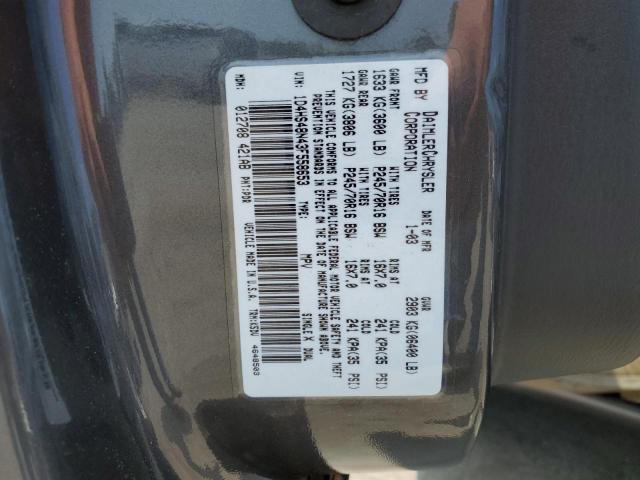 MFD BY DAIMLERCHRYSLER CORPORATION
DATE OF MFR 1-03
GVWR 2903 KG(06400 LB)
GAWR FRONT WITH TIRES RIMS AT COLD
1633 KG(3600 LB) P245/70R16 BSW 16X7.0 241 KPA(35 PSI)
GAWR REAR WITH TIRES RIMS AT COLD
1727 KG(3806 LB) P245/70R16 BSW 16X7.0 241 KPA(35 PSI)
THIS VEHICLE CONFORMS TO ALL APPLICABLE FEDERAL MOTOR VEHICLE SAFETY AND THEFT
PREVENTION STANDARDS IN EFFECT ON THE DATE OF MANUFACTURE SHOWN ABOVE.
VIN: 1D4HS48N43F558653 TYPE: MPV SINGLE X DUAL
MDH: 012708 421AB PNT:PDR VEHICLE MADE IN U.S.A. TRM:K5DV 4648503